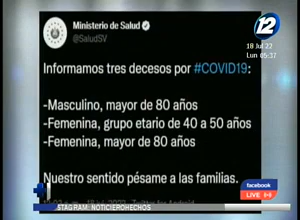 Ministerio de Salud
@SaludSV
12
18 Jul 22
Lun 05:37
Informamos tres decesos por #COVID19:
-Masculino, mayor de 80 años
-Femenina, grupo etario de 40 a 50 años
-Femenina, mayor de 80 años
Nuestro sentido pésame a las familias.
facebook
LIVE
STAGRAM: NOTICIEROHECHOS